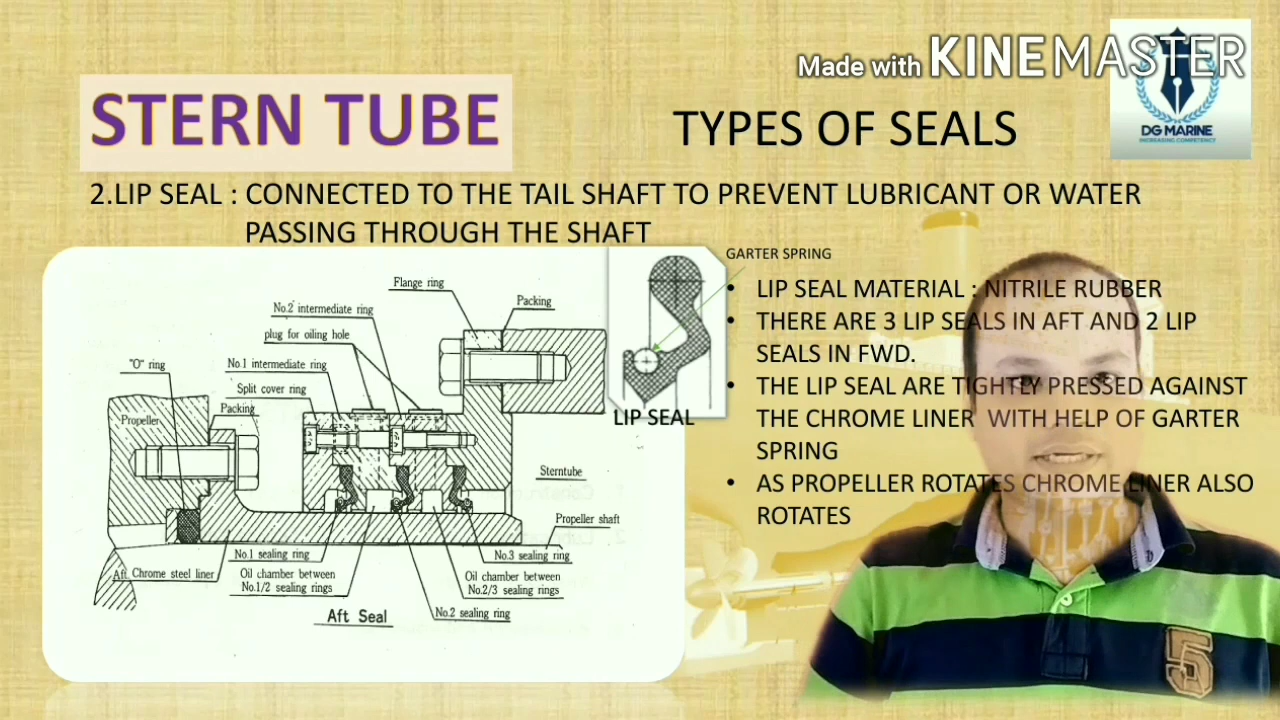 Made with KINEMASTER
DG MARINE
INCREASING COMPETENCY
STERN TUBE
TYPES OF SEALS
2.LIP SEAL : CONNECTED TO THE TAIL SHAFT TO PREVENT LUBRICANT OR WATER
PASSING THROUGH THE SHAFT
GARTER SPRING
• LIP SEAL MATERIAL : NITRILE RUBBER
• THERE ARE 3 LIP SEALS IN AFT AND 2 LIP
SEALS IN FWD.
• THE LIP SEAL ARE TIGHTLY PRESSED AGAINST
THE CHROME LINER WITH HELP OF GARTER
SPRING
• AS PROPELLER ROTATES CHROME LINER ALSO
ROTATES
LIP SEAL
Flange ring
Packing
No.2 intermediate ring
plug for oiling hole
"O" ring
No.1 intermediate ring
Split cover ring
Packing
Propeller
Sterntube
Propeller shaft
No.1 sealing ring
No.3 sealing ring
Aft. Chrome steel liner
Oil chamber between
No.1/2 sealing rings
Oil chamber between
No.2/3 sealing rings
No.2 sealing ring
Aft Seal
5